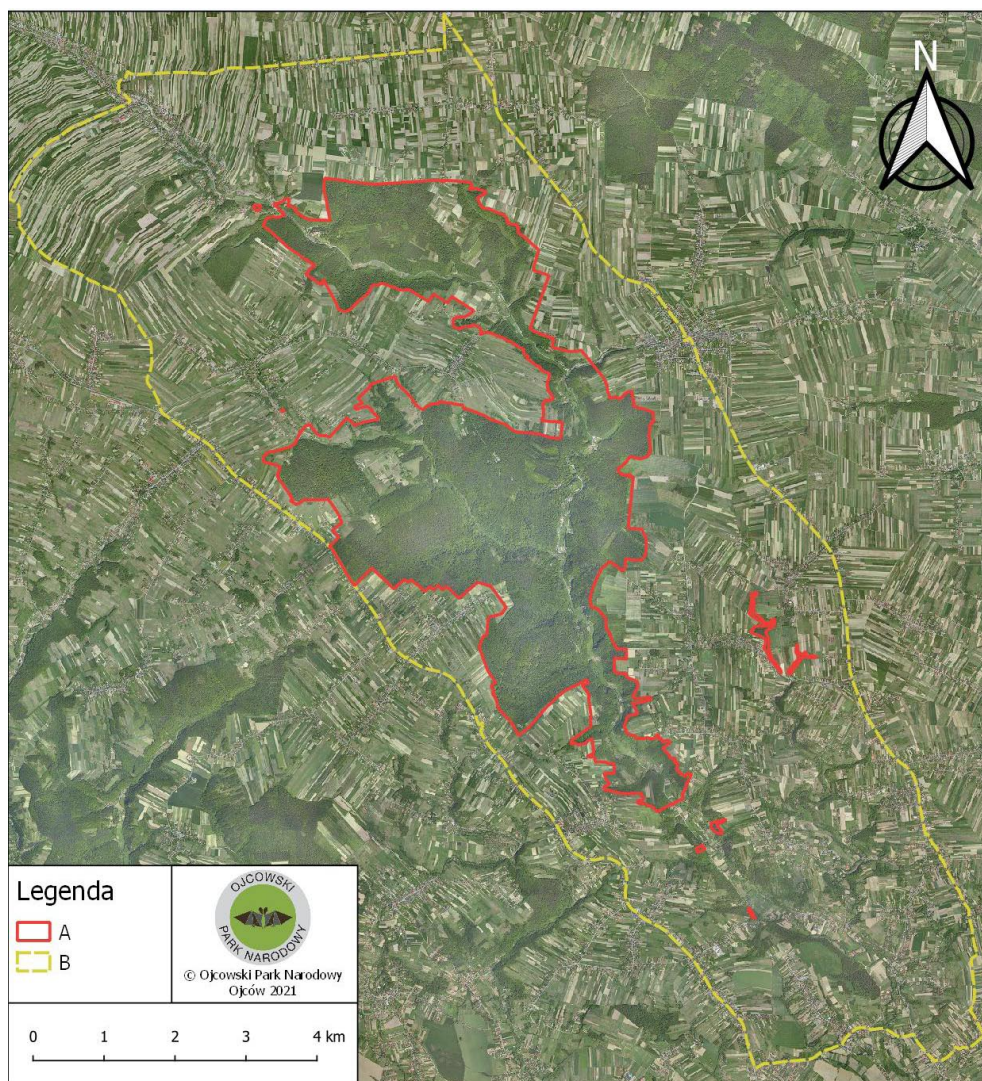 N
Legenda
A
B
OJCOWSKI
PARK NARODOWY
© Ojcowski Park Narodowy
Ojców 2021
0 1 2 3 4 km